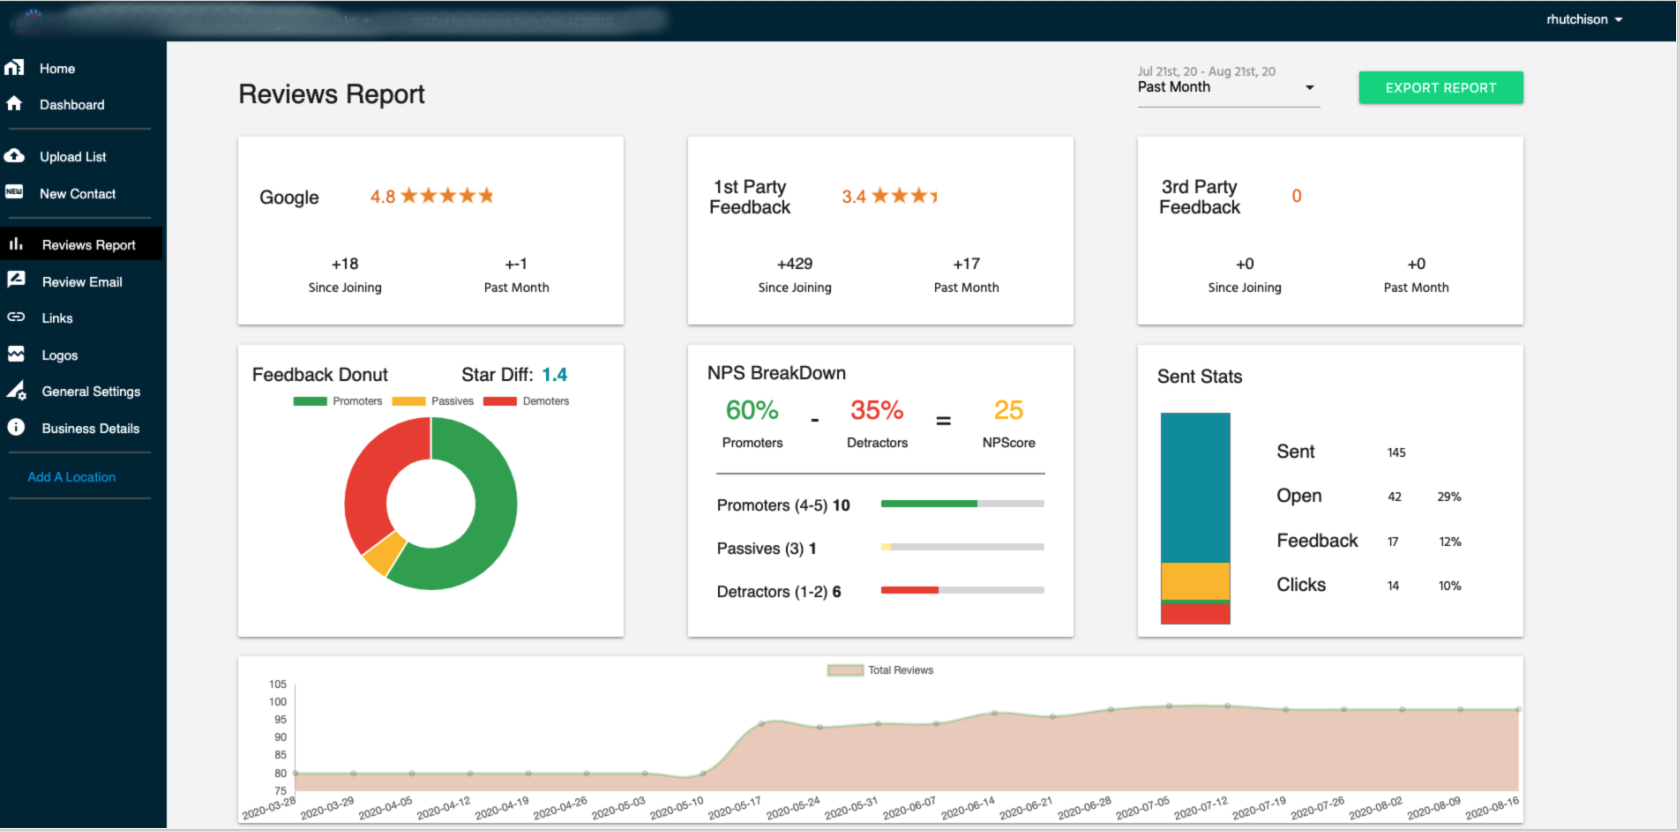 rhutchison
Home
Dashboard
Upload List
NEW
New Contact
Reviews Report
Review Email
Links
Logos
General Settings
Business Details
Add A Location
Reviews Report
Jul 21st, 20 - Aug 21st, 20
Past Month
EXPORT REPORT
Google
4.8
+18
Since Joining
+-1
Past Month
1st Party
Feedback
3.4
+429
Since Joining
+17
Past Month
3rd Party
Feedback
0
+0
Since Joining
+0
Past Month
Feedback Donut
Star Diff: 1.4
Promoters
Passives
Demoters
NPS BreakDown
60% - 35% = 25
Promoters Detractors NPScore
Promoters (4-5) 10
Passives (3) 1
Detractors (1-2) 6
Sent Stats
Sent 145
Open 42 29%
Feedback 17 12%
Clicks 14 10%
Total Reviews
105
100
95
90
85
80
75
2020-03-28
2020-03-29
2020-04-05
2020-04-12
2020-04-19
2020-04-26
2020-05-03
2020-05-10
2020-05-17
2020-05-24
2020-05-31
2020-06-07
2020-06-14
2020-06-21
2020-06-28
2020-07-05
2020-07-12
2020-07-19
2020-07-26
2020-08-02
2020-08-09
2020-08-16